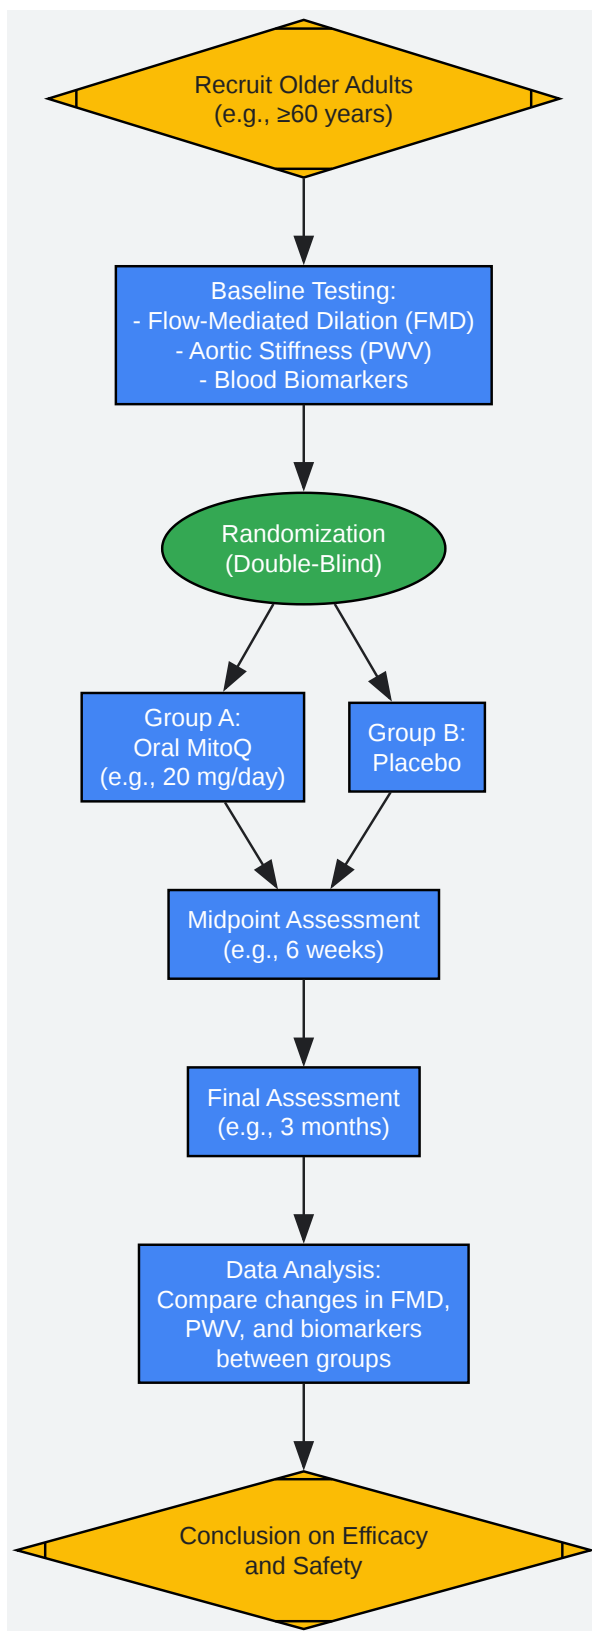 Recruit Older Adults
(e.g., ≥60 years)
Baseline Testing:
- Flow-Mediated Dilation (FMD)
- Aortic Stiffness (PWV)
- Blood Biomarkers
Randomization
(Double-Blind)
Group A:
Oral MitoQ
(e.g., 20 mg/day)
Group B:
Placebo
Midpoint Assessment
(e.g., 6 weeks)
Final Assessment
(e.g., 3 months)
Data Analysis:
Compare changes in FMD,
PWV, and biomarkers
between groups
Conclusion on Efficacy
and Safety